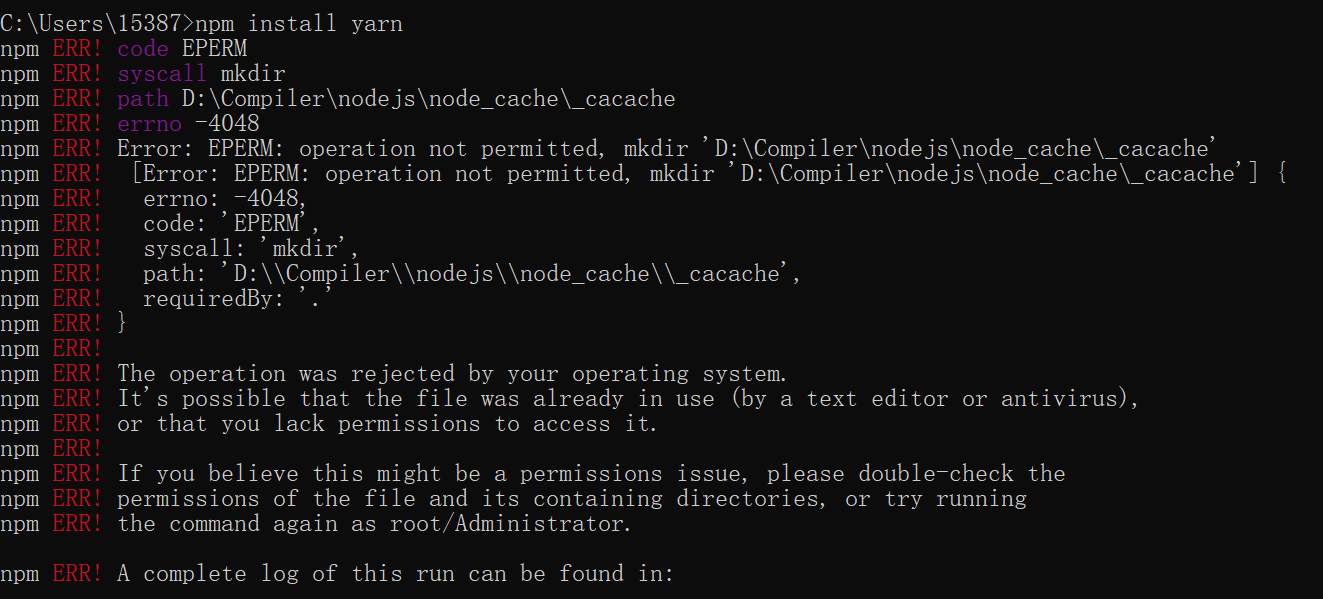 C:\Users\15387>npm install yarn
npm ERR! code EPERM
npm ERR! syscall mkdir
npm ERR! path D:\Compiler\nodejs\node_cache\_cacache
npm ERR! errno -4048
npm ERR! Error: EPERM: operation not permitted, mkdir 'D:\Compiler\nodejs\node_cache\_cacache'
npm ERR!  [Error: EPERM: operation not permitted, mkdir 'D:\Compiler\nodejs\node_cache\_cacache'] {
npm ERR!   errno: -4048,
npm ERR!   code: 'EPERM',
npm ERR!   syscall: 'mkdir',
npm ERR!   path: 'D:\\Compiler\\nodejs\\node_cache\\_cacache',
npm ERR!   requiredBy: '.'
npm ERR! }
npm ERR!
npm ERR! The operation was rejected by your operating system.
npm ERR! It's possible that the file was already in use (by a text editor or antivirus),
npm ERR! or that you lack permissions to access it.
npm ERR!
npm ERR! If you believe this might be a permissions issue, please double-check the
npm ERR! permissions of the file and its containing directories, or try running
npm ERR! the command again as root/Administrator.
npm ERR! A complete log of this run can be found in: